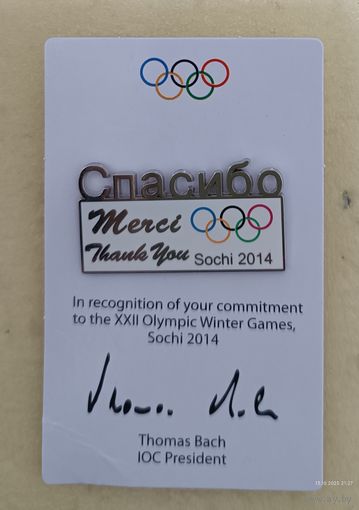 Спасибо
Merci
Thank You Sochi 2014
In recognition of your commitment
to the XXII Olympic Winter Games,
Sochi 2014
Thomas Bach
IOC President